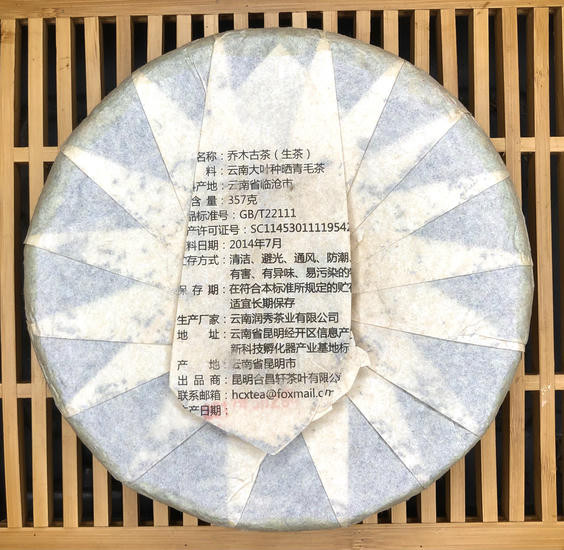 名称：乔木古茶（生茶）
料：云南大叶种晒青毛茶
产地：云南省临沧市
含 量：357克
品标准号：GB/T22111
产许可证号：SC11453011119542
料日期：2014年7月
贮存方式：清洁、避光、通风、防潮、
有害、有异味、易污染的
保 存 期：在符合本标准所规定的贮存
适宜长期保存
生产厂家：云南润秀茶业有限公司
地 址：云南省昆明经开区信息产
新科技孵化器产业基地标
产 地：云南省昆明市
出 品 商：昆明合昌轩茶叶有限公
联系邮箱：hcxtea@foxmail.c
生产日期：